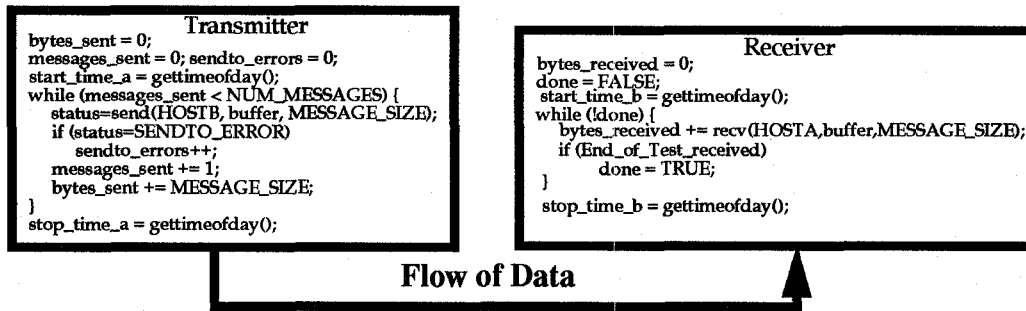 Transmitter
bytes_sent = 0;
messages_sent = 0; sendto_errors = 0;
start_time_a = gettimeofday();
while (messages_sent < NUM_MESSAGES) {
status=send(HOSTB, buffer, MESSAGE_SIZE);
if (status=SENDTO_ERROR)
sendto_errors++;
messages_sent += 1;
bytes_sent += MESSAGE_SIZE;
}
stop_time_a = gettimeofday();
Receiver
bytes_received = 0;
done = FALSE;
start_time_b = gettimeofday();
while (!done) {
bytes_received += recv(HOSTA,buffer,MESSAGE_SIZE);
if (End_of_Test_received)
done = TRUE;
}
stop_time_b = gettimeofday();
Flow of Data